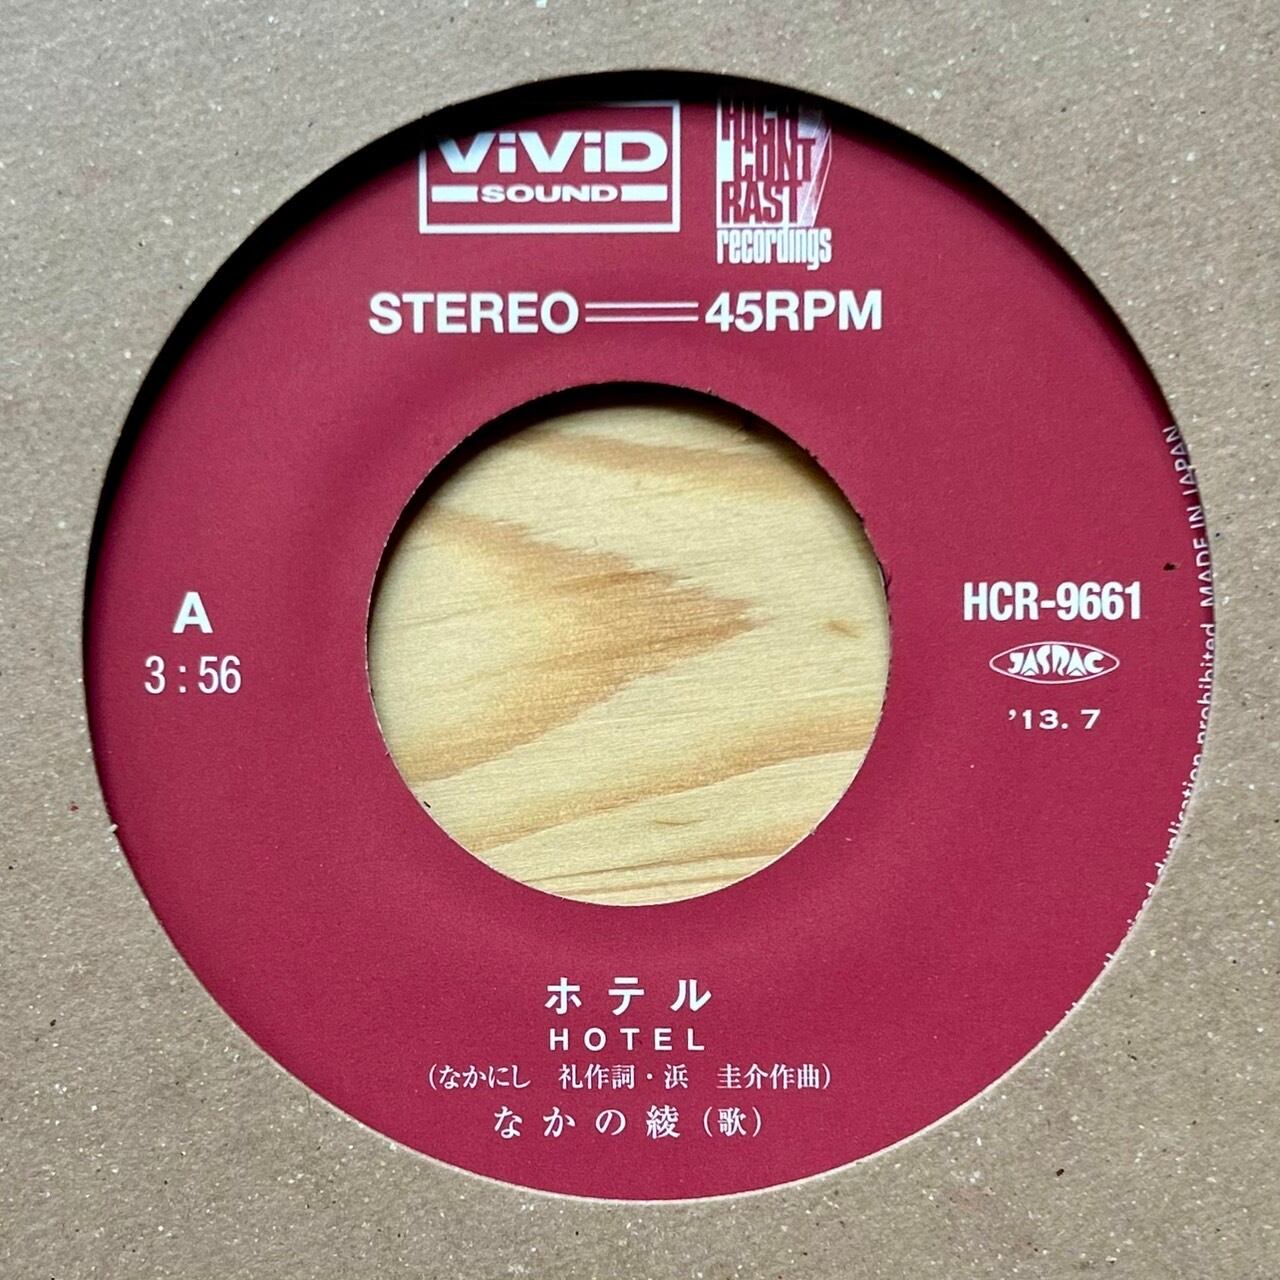 ViViD
SOUND
HIGH
CONT
RAST
recordings
STEREO 45RPM
A
3:56
HCR-9661
JASRAC
'13. 7
ホテル
HOTEL
(なかにし 礼作詞・浜 圭介作曲)
なかの綾(歌)
duplication prohibited. MADE IN JAPAN